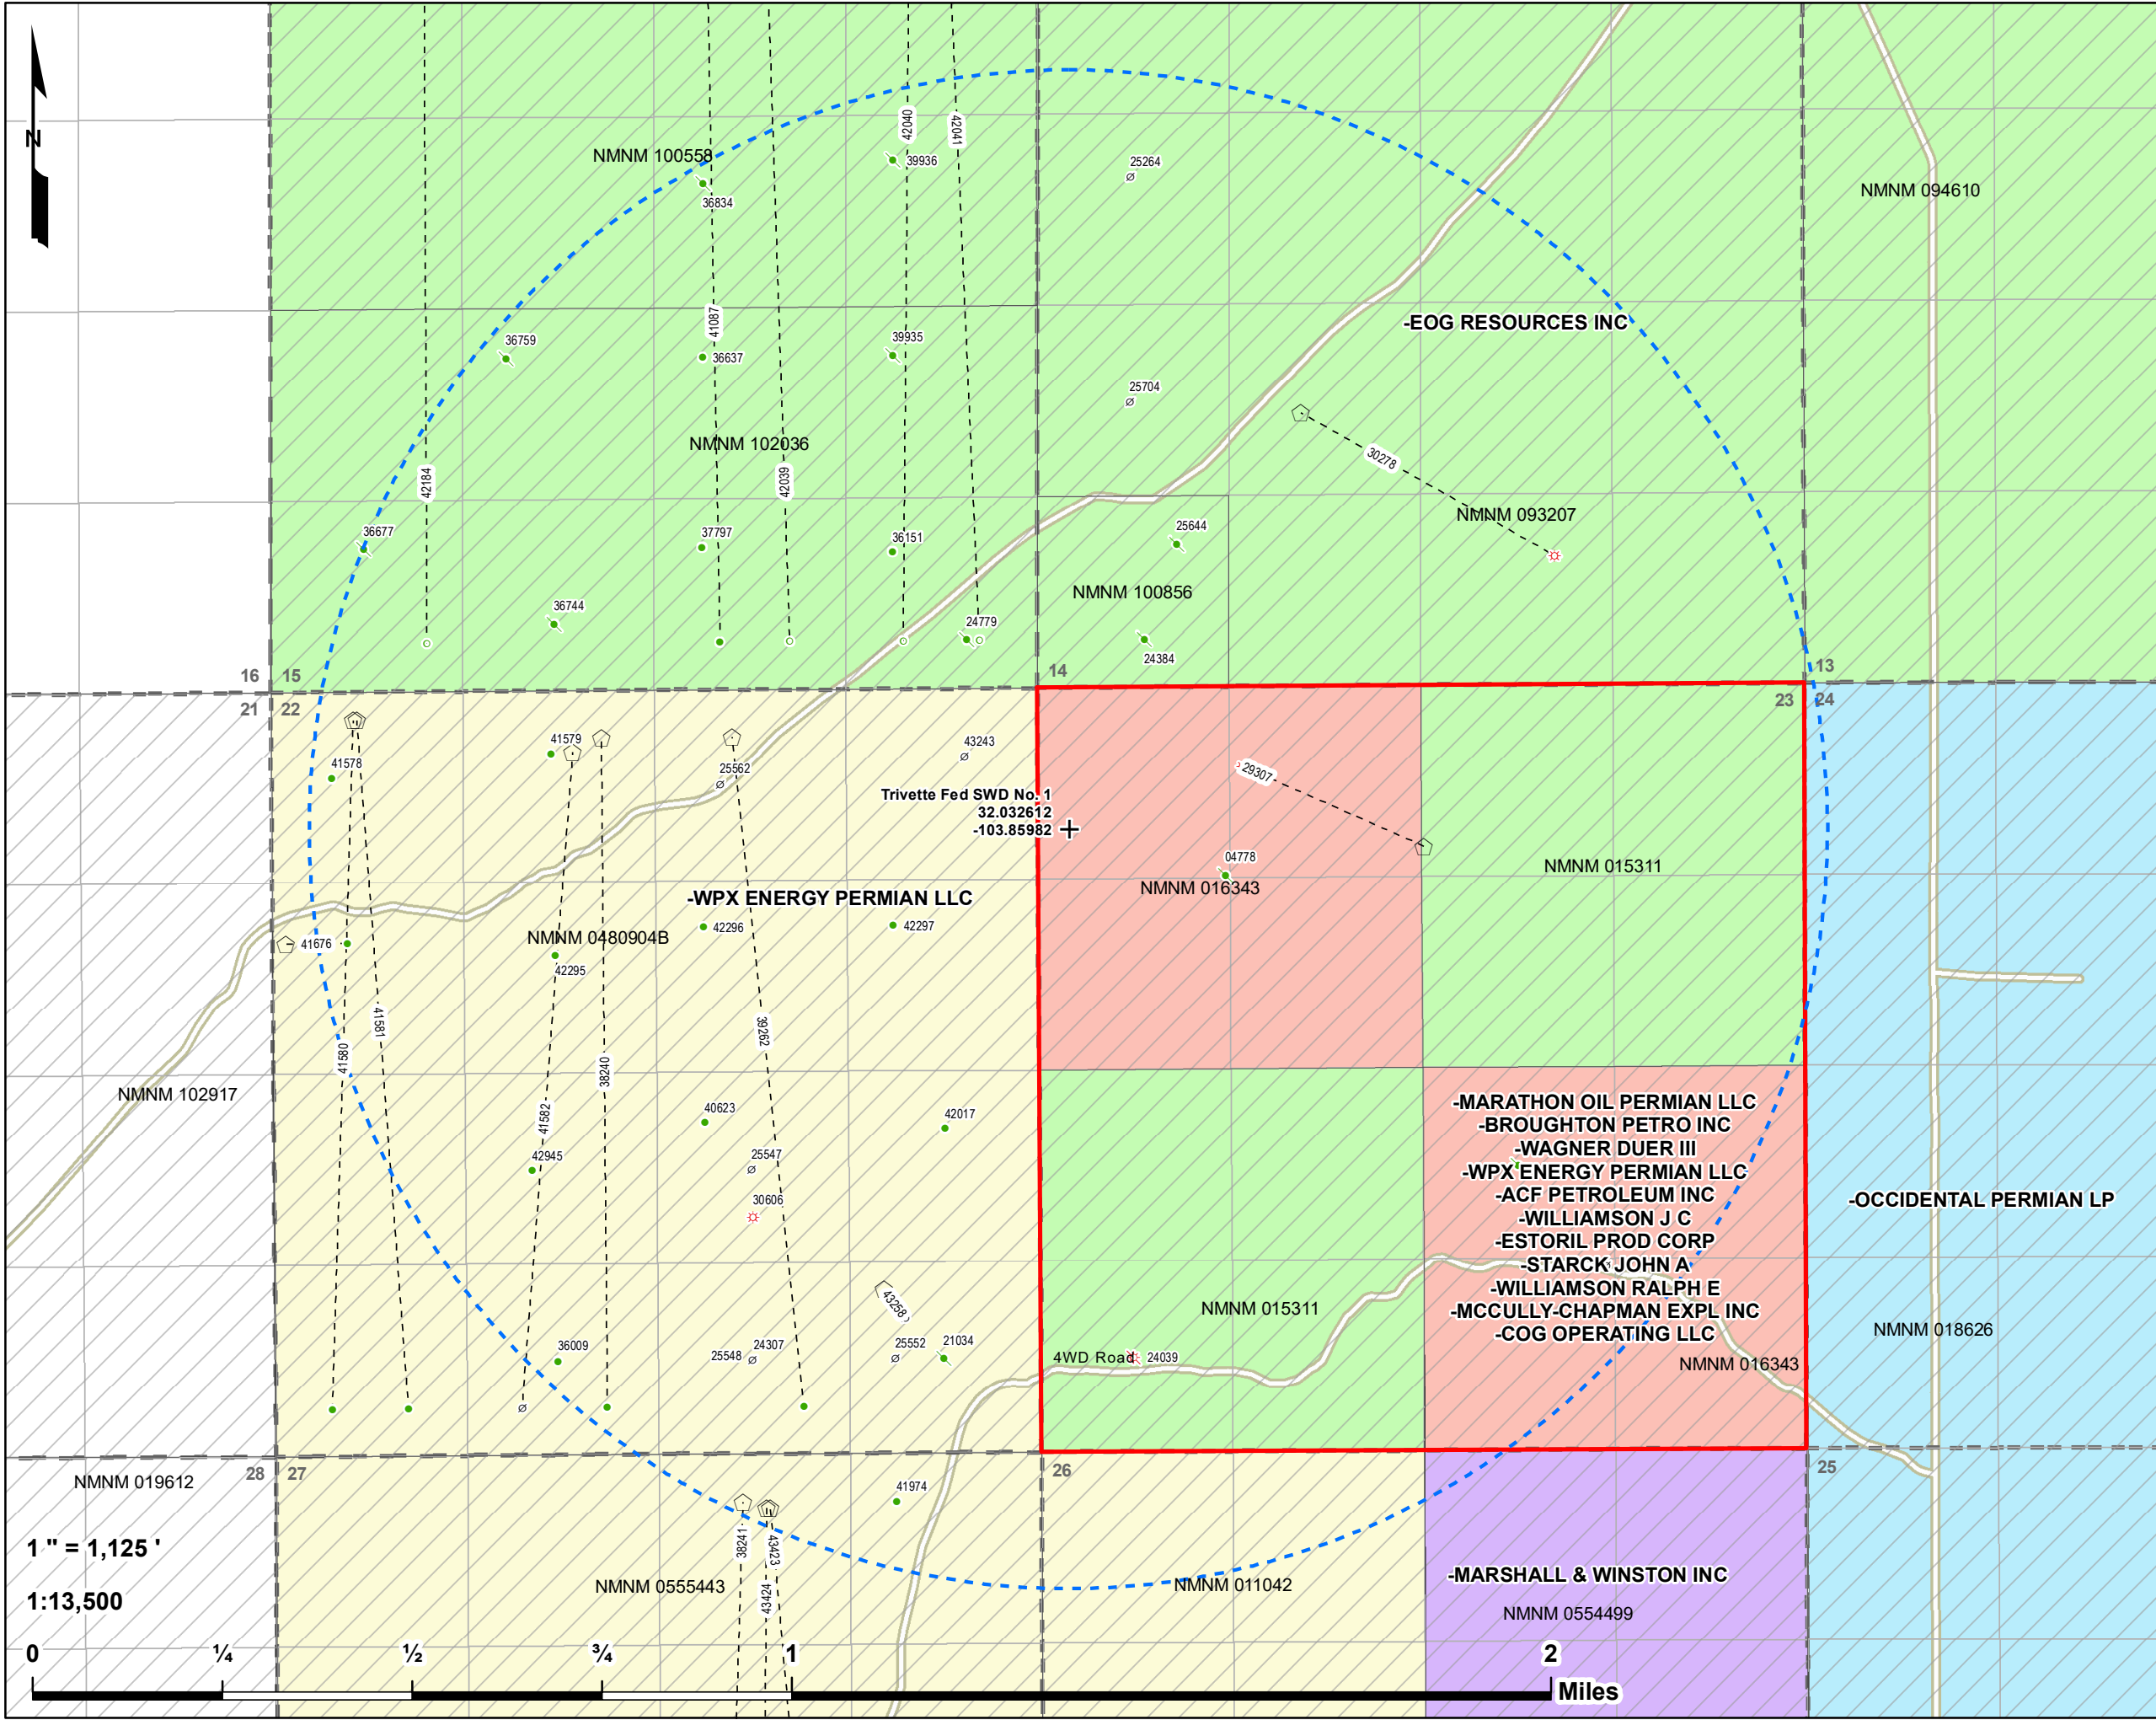 N
42040
42041
NMNM 100558
39936
25264
36834
NMNM 094610
41087
-EOG RESOURCES INC
36759
36637
39935
25704
NMNM 102036
42184
42039
30278
NMNM 093207
36677
37797
36151
25644
NMNM 100856
36744
24779
24384
16 15
14
13
21 22
23 24
41579
43243
41578
25562
29307
Trivette Fed SWD No. 1
32.032612
-103.85982
04778
NMNM 015311
NMNM 016343
-WPX ENERGY PERMIAN LLC
42296
42297
NMNM 0480904B
41676
42295
41581
39262
41580
38240
NMNM 102917
41582
40623
42017
-MARATHON OIL PERMIAN LLC
-BROUGHTON PETRO INC
-WAGNER DUER III
-WPX ENERGY PERMIAN LLC
-ACF PETROLEUM INC
-WILLIAMSON J C
-ESTORIL PROD CORP
-STARCK JOHN A
-WILLIAMSON RALPH E
-MCCULLY-CHAPMAN EXPL INC
-COG OPERATING LLC
42945
25547
30606
-OCCIDENTAL PERMIAN LP
43258
NMNM 015311
NMNM 018626
36009
25548
24307
25552
21034
4WD Road
24039
NMNM 016343
28 27
26
25
NMNM 019612
41974
38241
43423
43424
1 " = 1,125 '
1:13,500
NMNM 0555443
NMNM 011042
-MARSHALL & WINSTON INC
NMNM 0554499
0 ¼ ½ ¾ 1 2
Miles